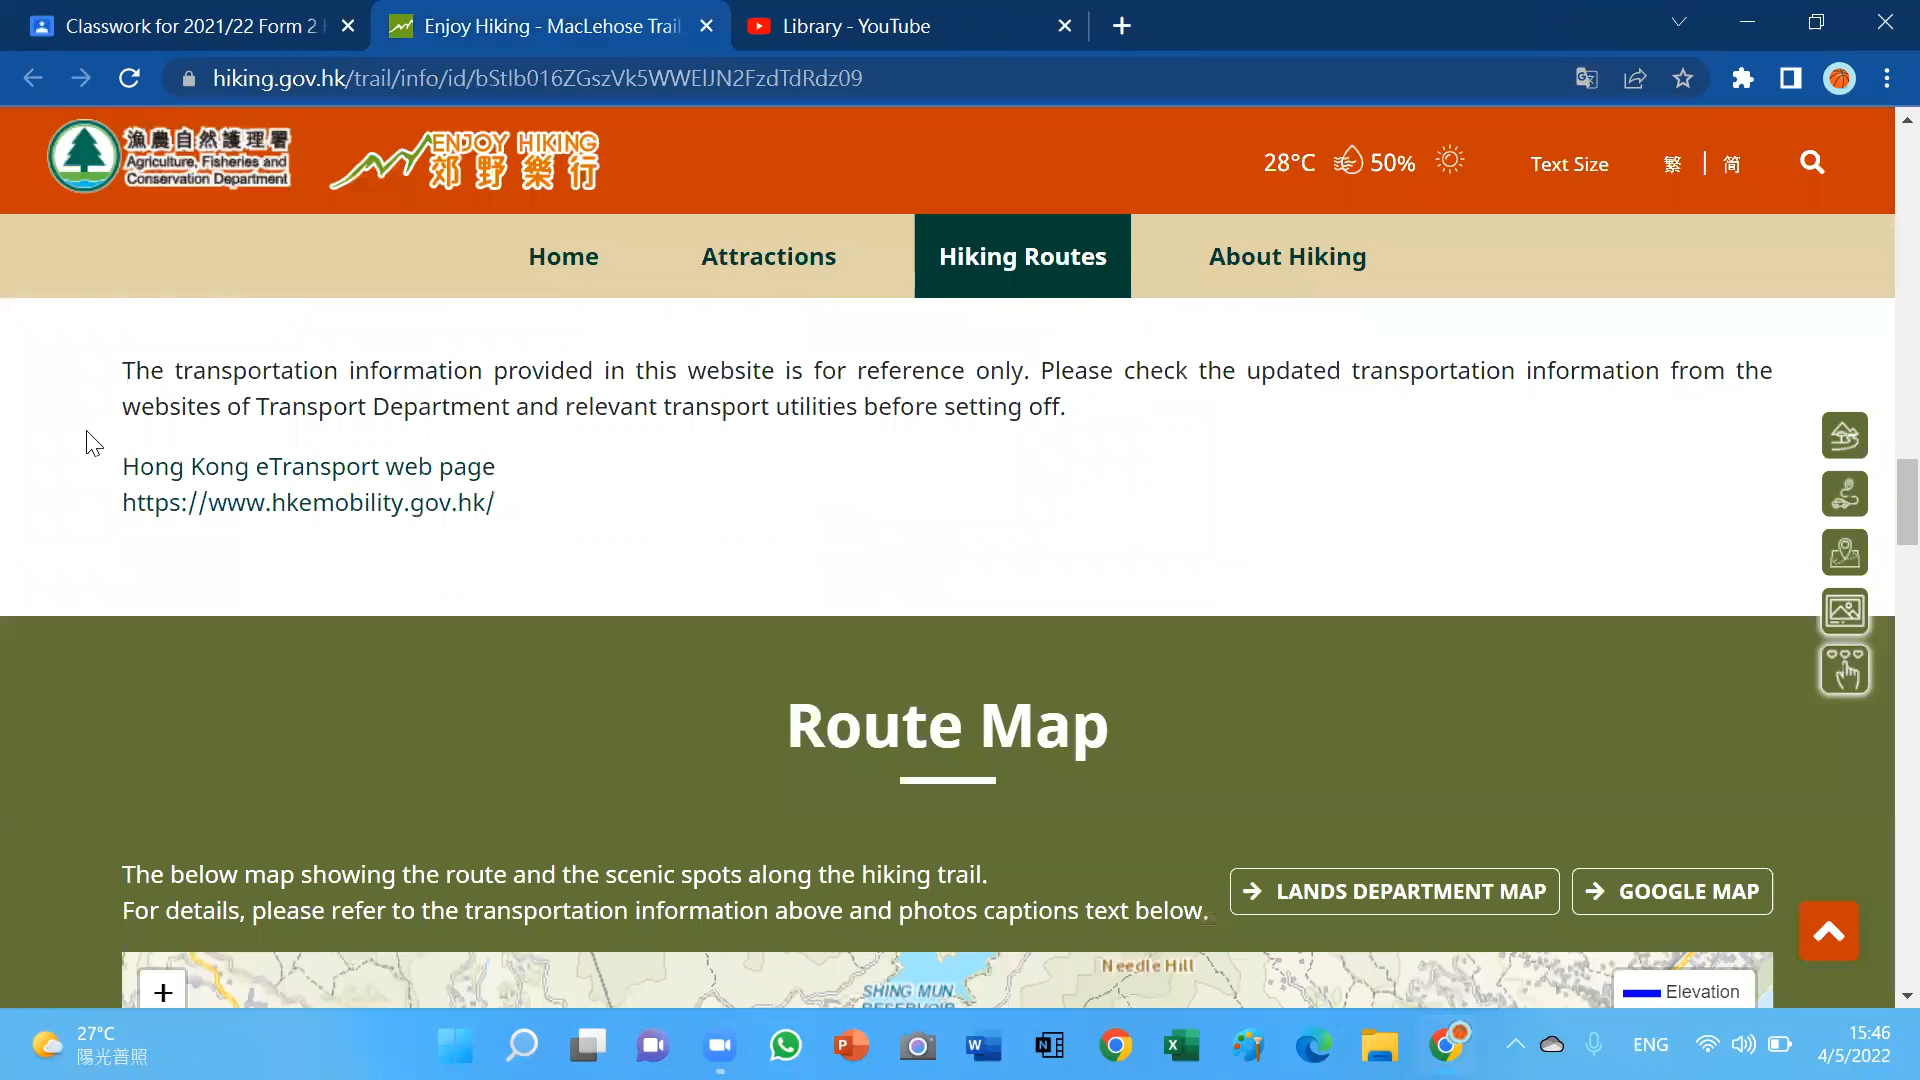 Classwork for 2021/22 Form 2
Enjoy Hiking - MacLehose Trail
Library - YouTube
hiking.gov.hk/trail/info/id/bStIb016ZGszVk5WWElJN2FzdTdRdz09
漁農自然護理署
Agriculture, Fisheries and
Conservation Department
ENJOY HIKING
郊野樂行
28°C 50%
Text Size
繁 | 简
Home
Attractions
Hiking Routes
About Hiking
The transportation information provided in this website is for reference only. Please check the updated transportation information from the
websites of Transport Department and relevant transport utilities before setting off.
Hong Kong eTransport web page
https://www.hkemobility.gov.hk/
Route Map
The below map showing the route and the scenic spots along the hiking trail.
For details, please refer to the transportation information above and photos captions text below.
→ LANDS DEPARTMENT MAP
→ GOOGLE MAP
+
Needle Hill
SHING MUN
RESERVOIR
Elevation
27°C
陽光普照
ENG
15:46
4/5/2022